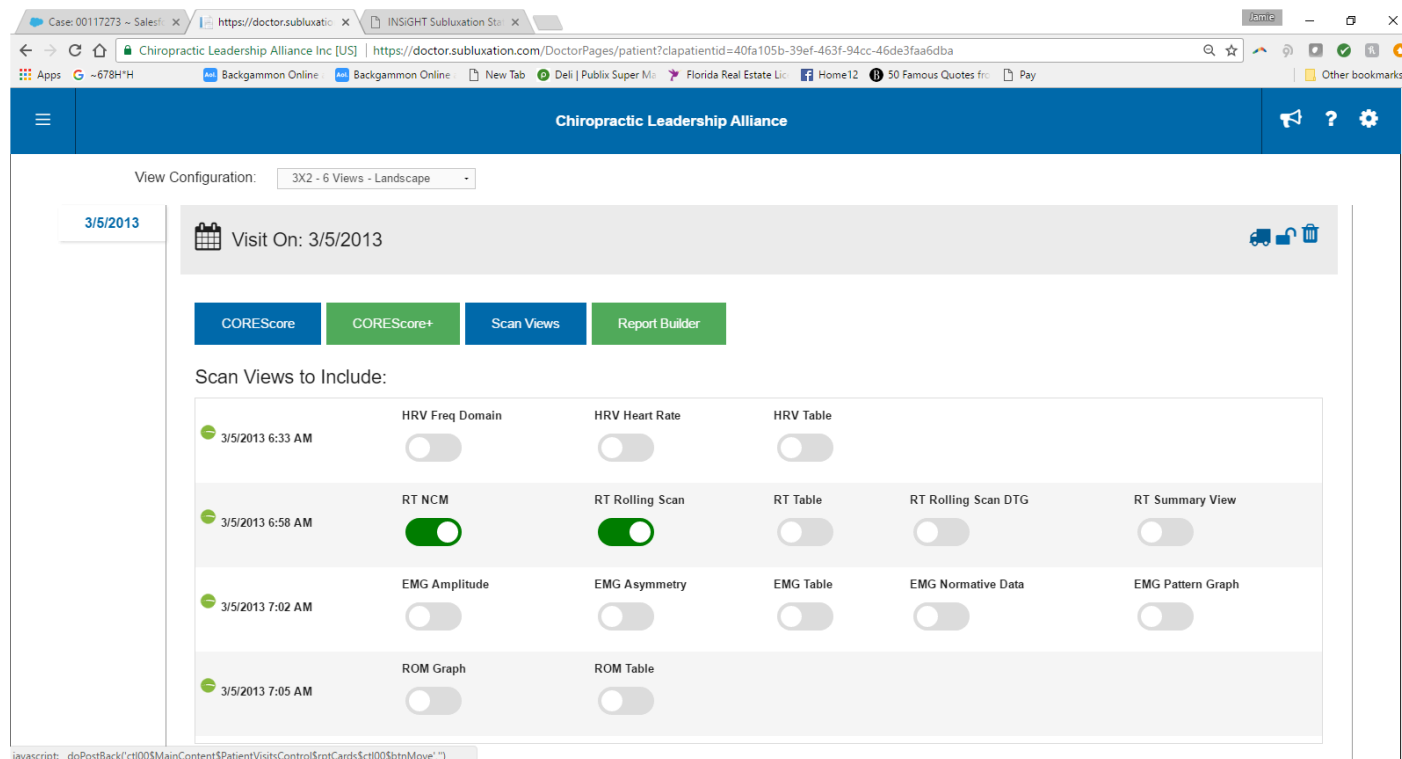 Case: 00117273 ~ Salesfo
https://doctor.subluxatio
INSiGHT Subluxation Stat
Jamie
Chiropractic Leadership Alliance Inc [US] | https://doctor.subluxation.com/DoctorPages/patient?clapatientid=40fa105b-39ef-463f-94cc-46de3faa6dba
Apps
~678H"H
Backgammon Online
Backgammon Online
New Tab
Deli | Publix Super Ma
Florida Real Estate Lic
Home12
50 Famous Quotes fro
Pay
Other bookmarks
Chiropractic Leadership Alliance
View Configuration: 3X2 - 6 Views - Landscape
3/5/2013
Visit On: 3/5/2013
COREScore COREScore+ Scan Views Report Builder
Scan Views to Include:
HRV Freq Domain HRV Heart Rate HRV Table
3/5/2013 6:33 AM
RT NCM RT Rolling Scan RT Table RT Rolling Scan DTG RT Summary View
3/5/2013 6:58 AM
EMG Amplitude EMG Asymmetry EMG Table EMG Normative Data EMG Pattern Graph
3/5/2013 7:02 AM
ROM Graph ROM Table
3/5/2013 7:05 AM
javascript:__doPostBack('ctl00$MainContent$PatientVisitsControl$rptCards$ctl00$btnMove','')